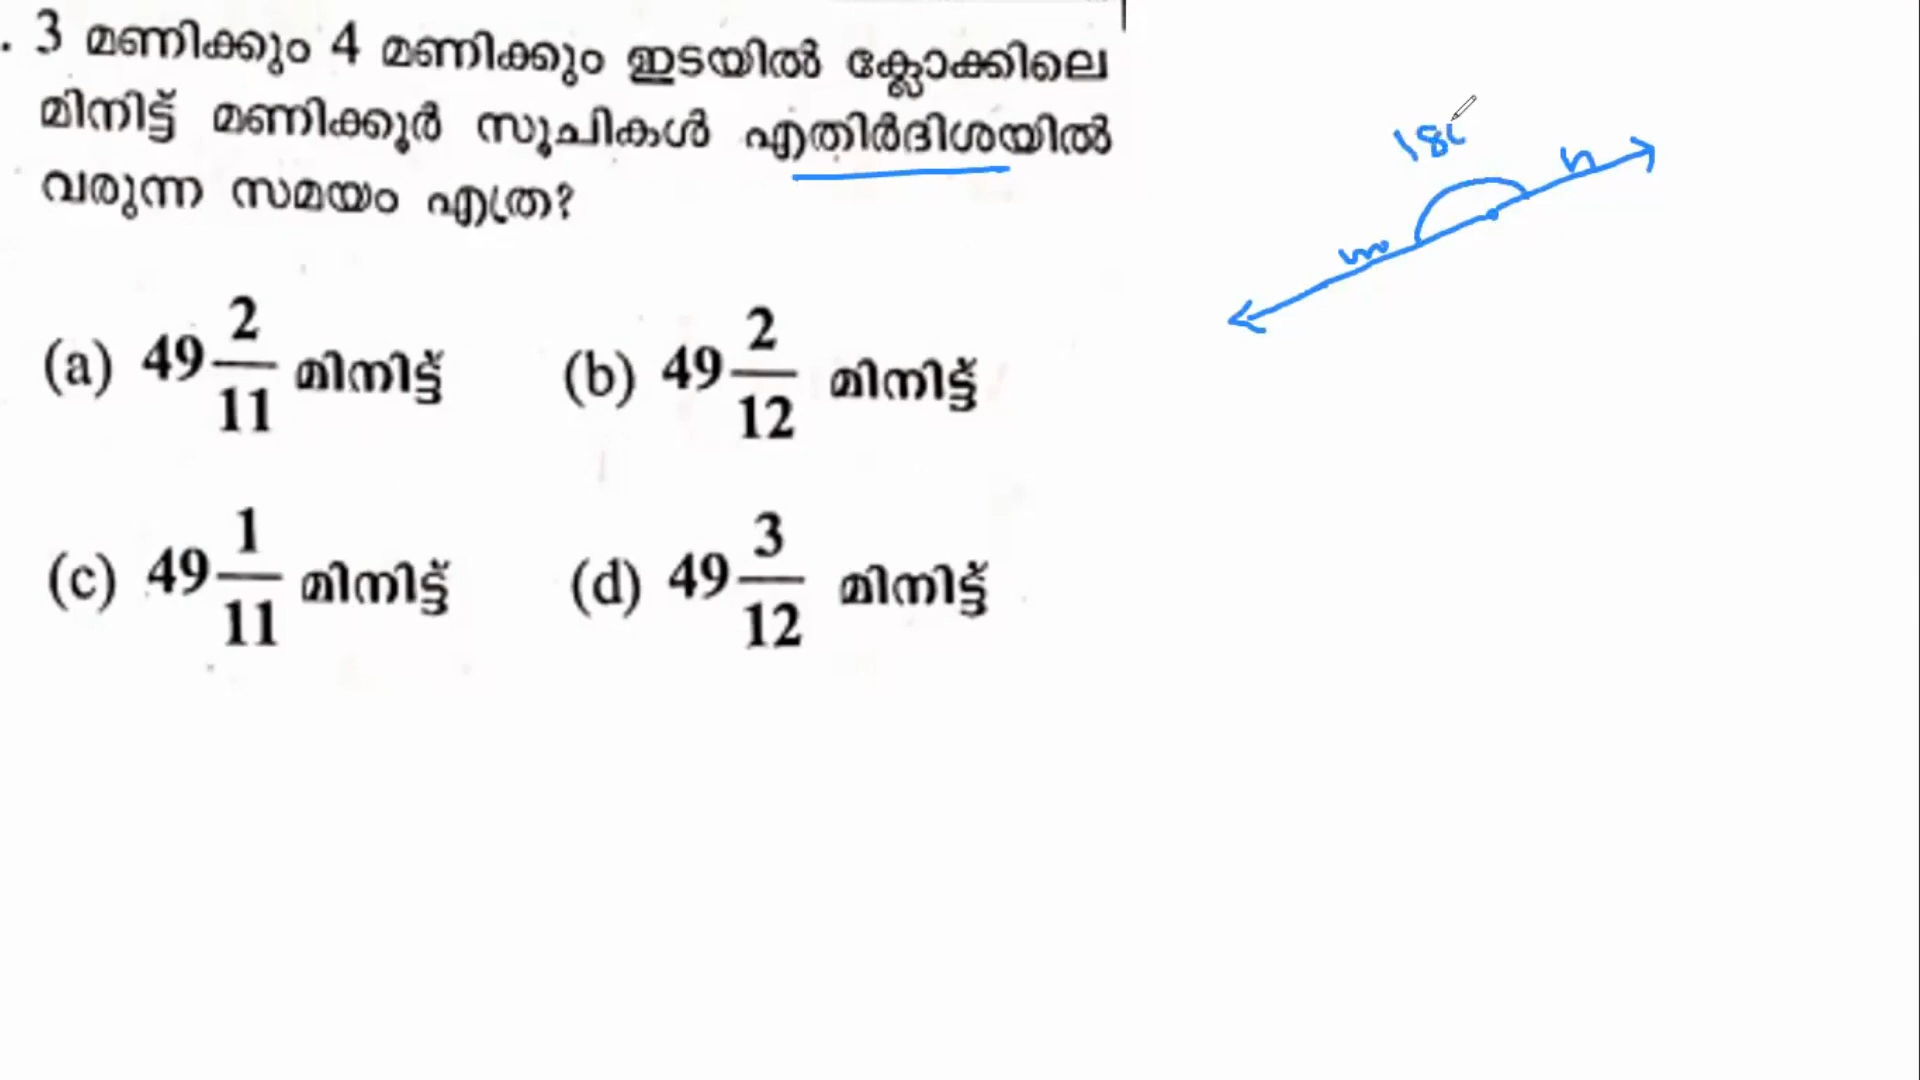 . 3 മണിക്കും 4 മണിക്കും ഇടയിൽ ക്ലോക്കിലെ
മിനിട്ട് മണിക്കൂർ സൂചികൾ എതിർദിശയിൽ
വരുന്ന സമയം എത്ര?
(a) 49 2/11 മിനിട്ട് (b) 49 2/12 മിനിട്ട്
(c) 49 1/11 മിനിട്ട് (d) 49 3/12 മിനിട്ട്
18
m
h